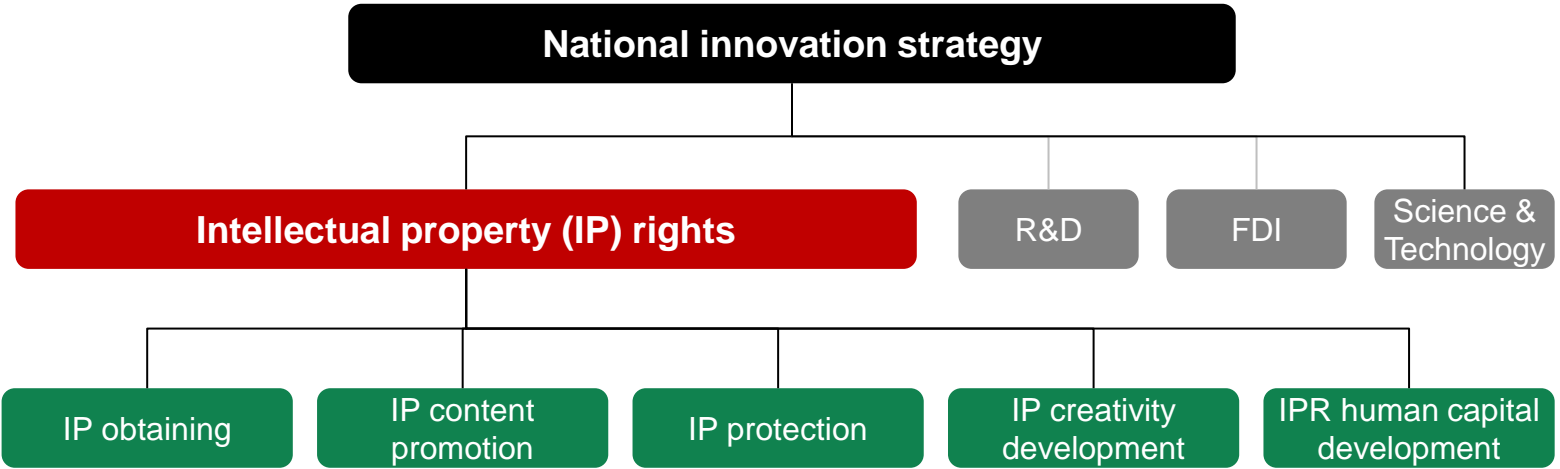 National innovation strategy
Intellectual property (IP) rights
R&D
FDI
Science &
Technology
IP obtaining
IP content
promotion
IP protection
IP creativity
development
IPR human capital
development